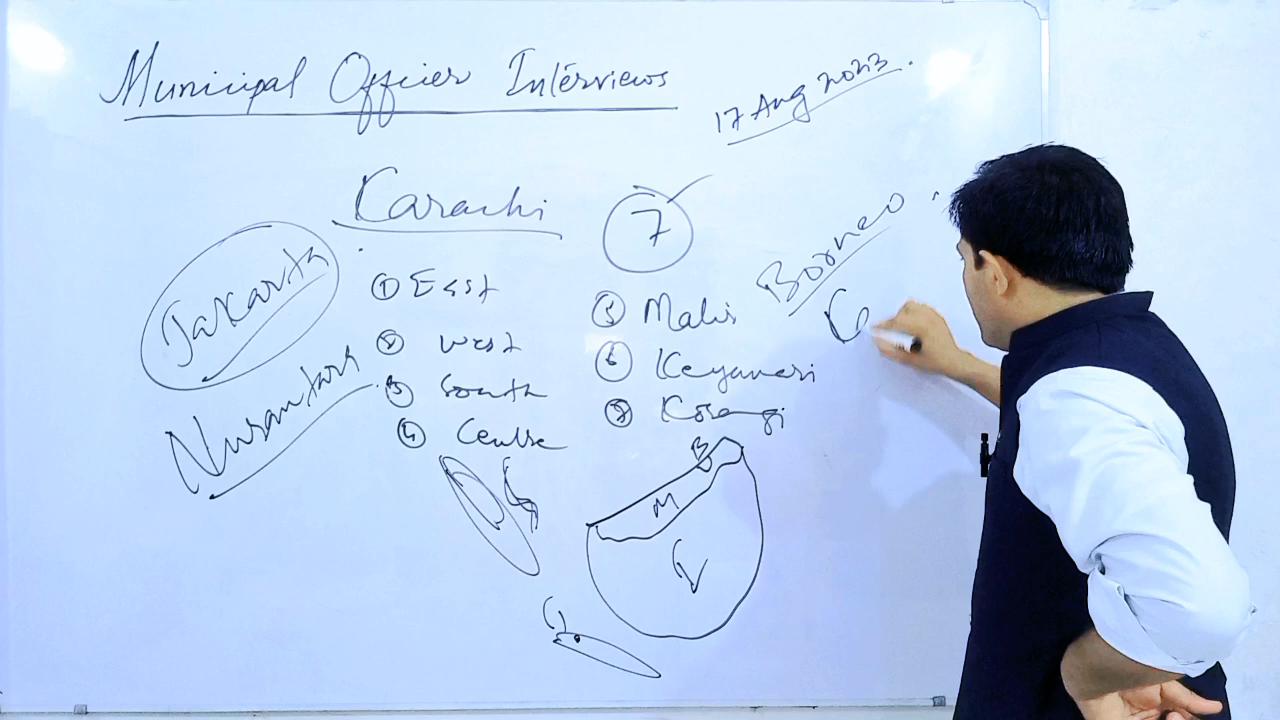 Municipal Officer Interviews
17 Aug 2023.
Karachi
7
Jakarta
Nusantara
Borneo
① East
② West
③ South
④ Centre
⑤ Malir
⑥ Keyamari
⑦ Korangi
B
M